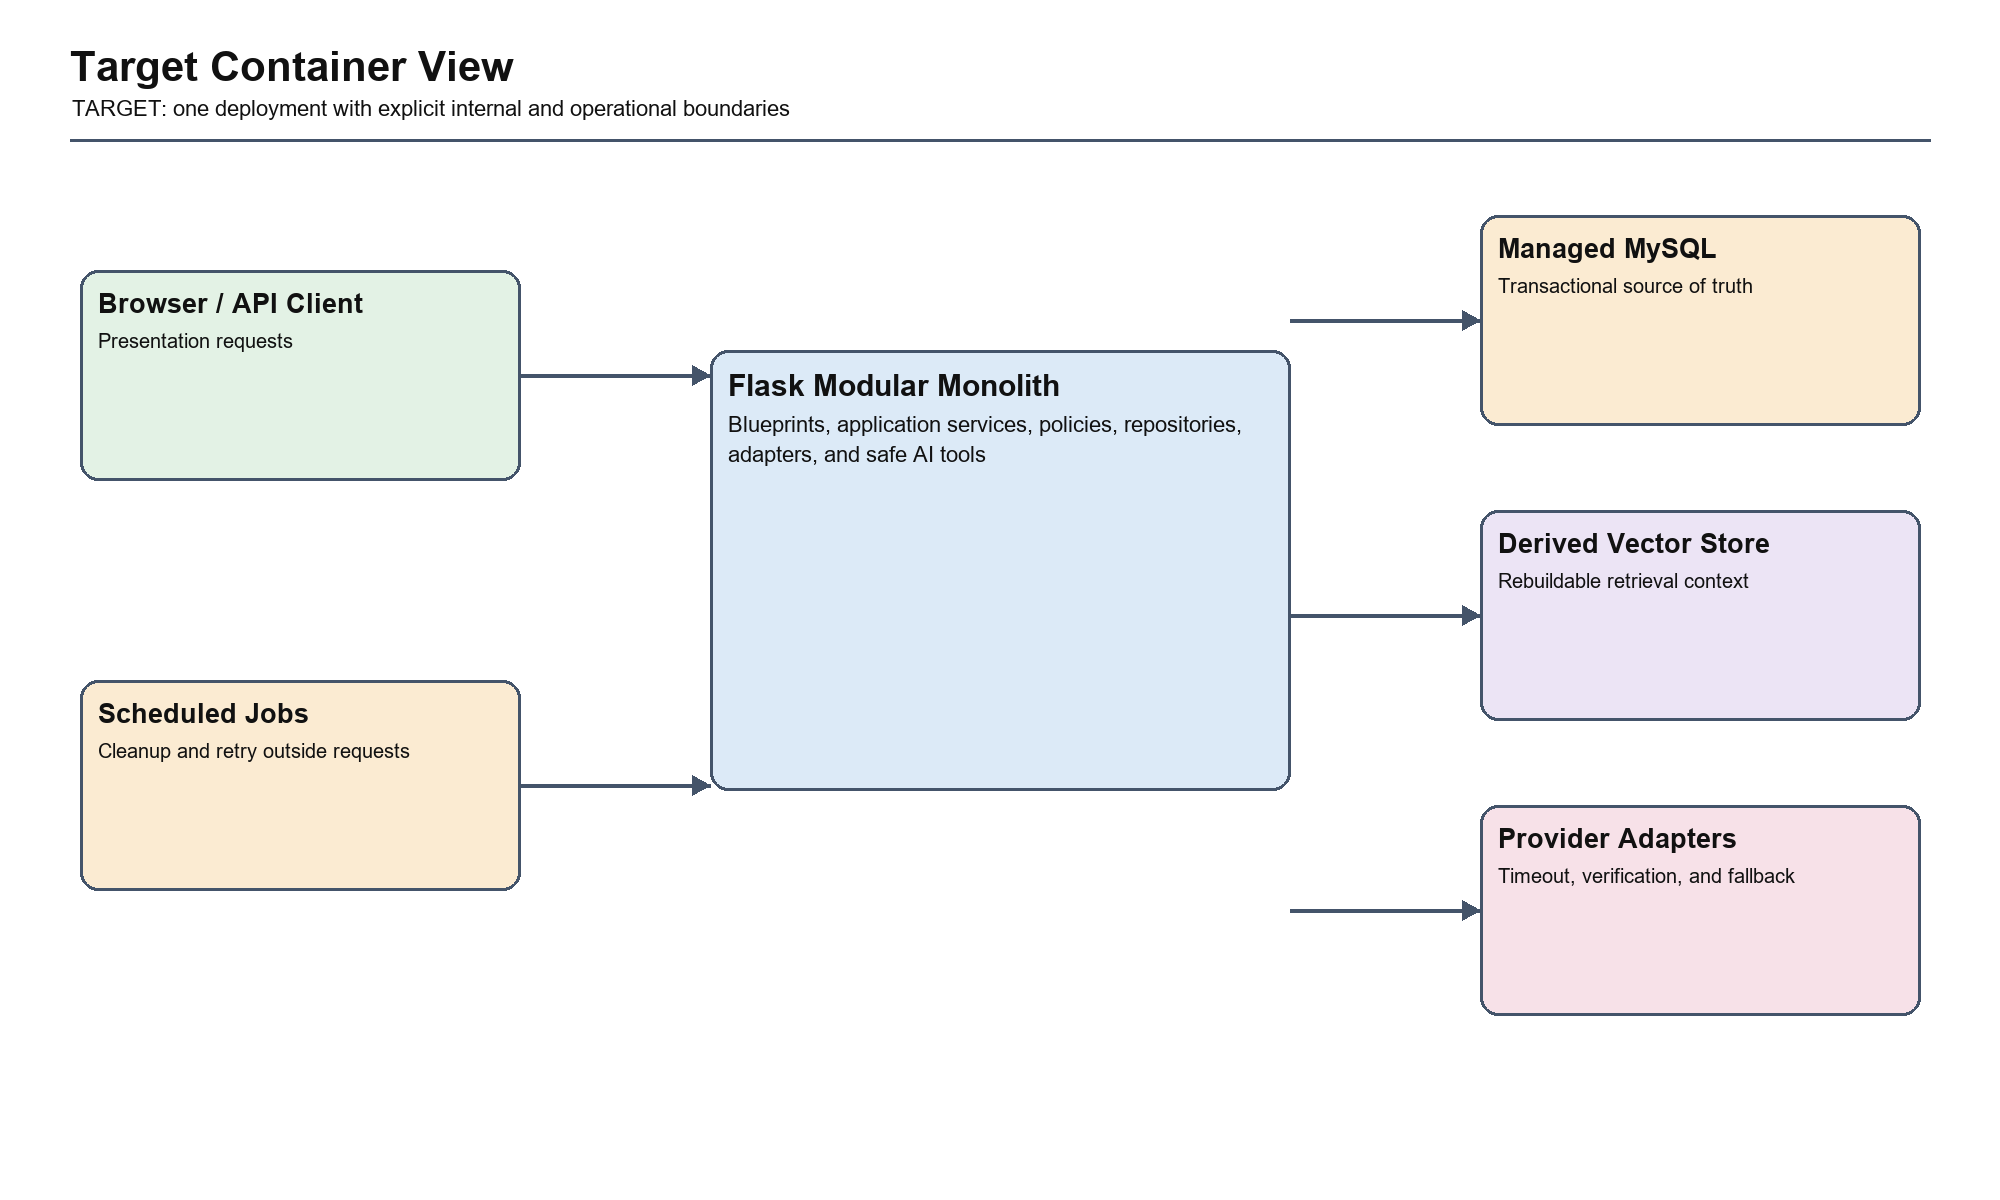 Target Container View
TARGET: one deployment with explicit internal and operational boundaries
Browser / API Client
Presentation requests
Scheduled Jobs
Cleanup and retry outside requests
Flask Modular Monolith
Blueprints, application services, policies, repositories,
adapters, and safe AI tools
Managed MySQL
Transactional source of truth
Derived Vector Store
Rebuildable retrieval context
Provider Adapters
Timeout, verification, and fallback